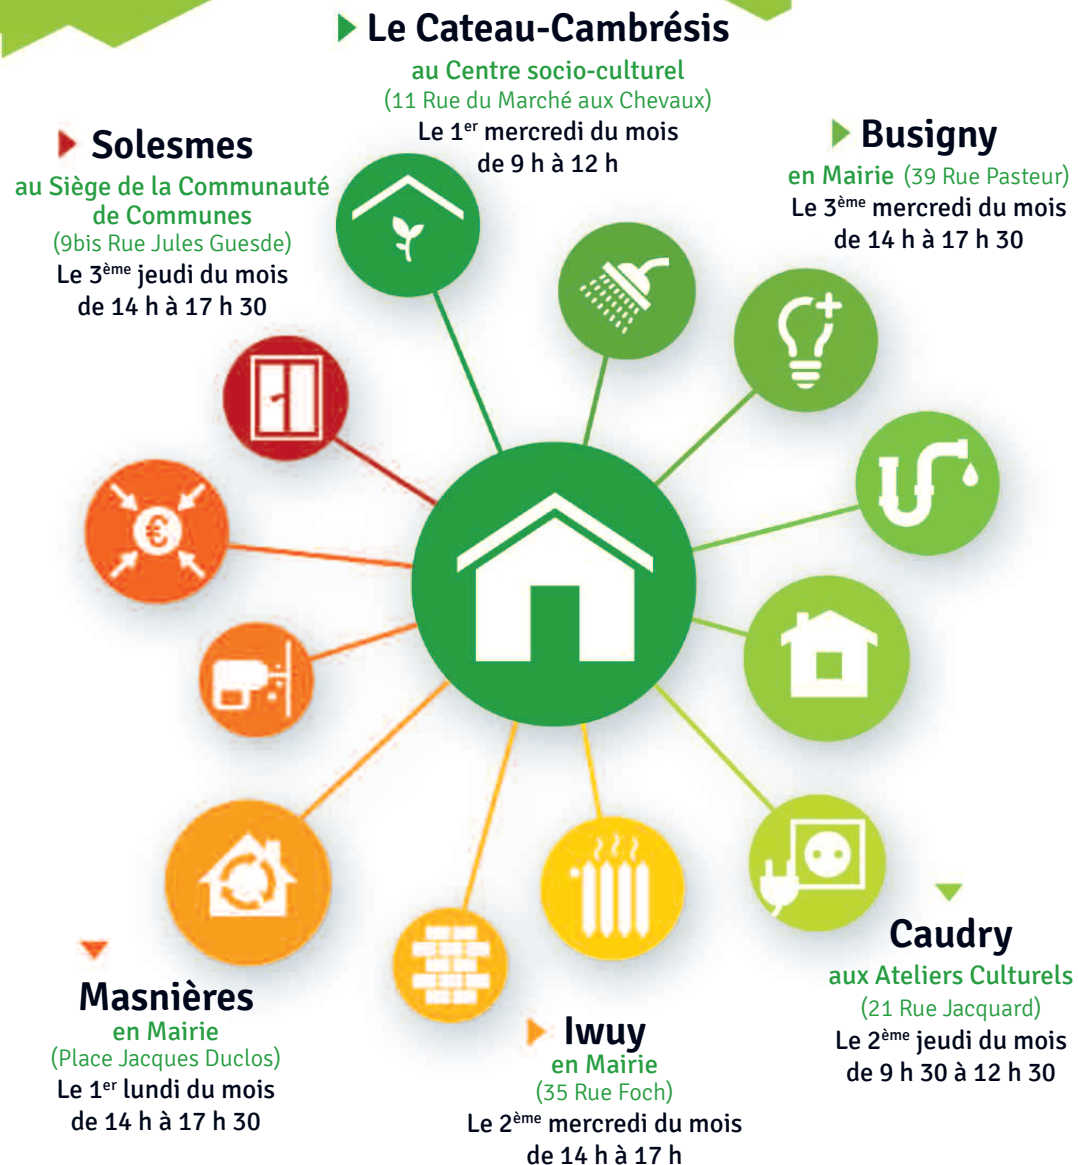 Le Cateau-Cambrésis
au Centre socio-culturel
(11 Rue du Marché aux Chevaux)
Le 1er mercredi du mois
de 9 h à 12 h
Solesmes
au Siège de la Communauté
de Communes
(9bis Rue Jules Guesde)
Le 3ème jeudi du mois
de 14 h à 17 h 30
Busigny
en Mairie (39 Rue Pasteur)
Le 3ème mercredi du mois
de 14 h à 17 h 30
€
Masnières
en Mairie
(Place Jacques Duclos)
Le 1er lundi du mois
de 14 h à 17 h 30
Iwuy
en Mairie
(35 Rue Foch)
Le 2ème mercredi du mois
de 14 h à 17 h
Caudry
aux Ateliers Culturels
(21 Rue Jacquard)
Le 2ème jeudi du mois
de 9 h 30 à 12 h 30